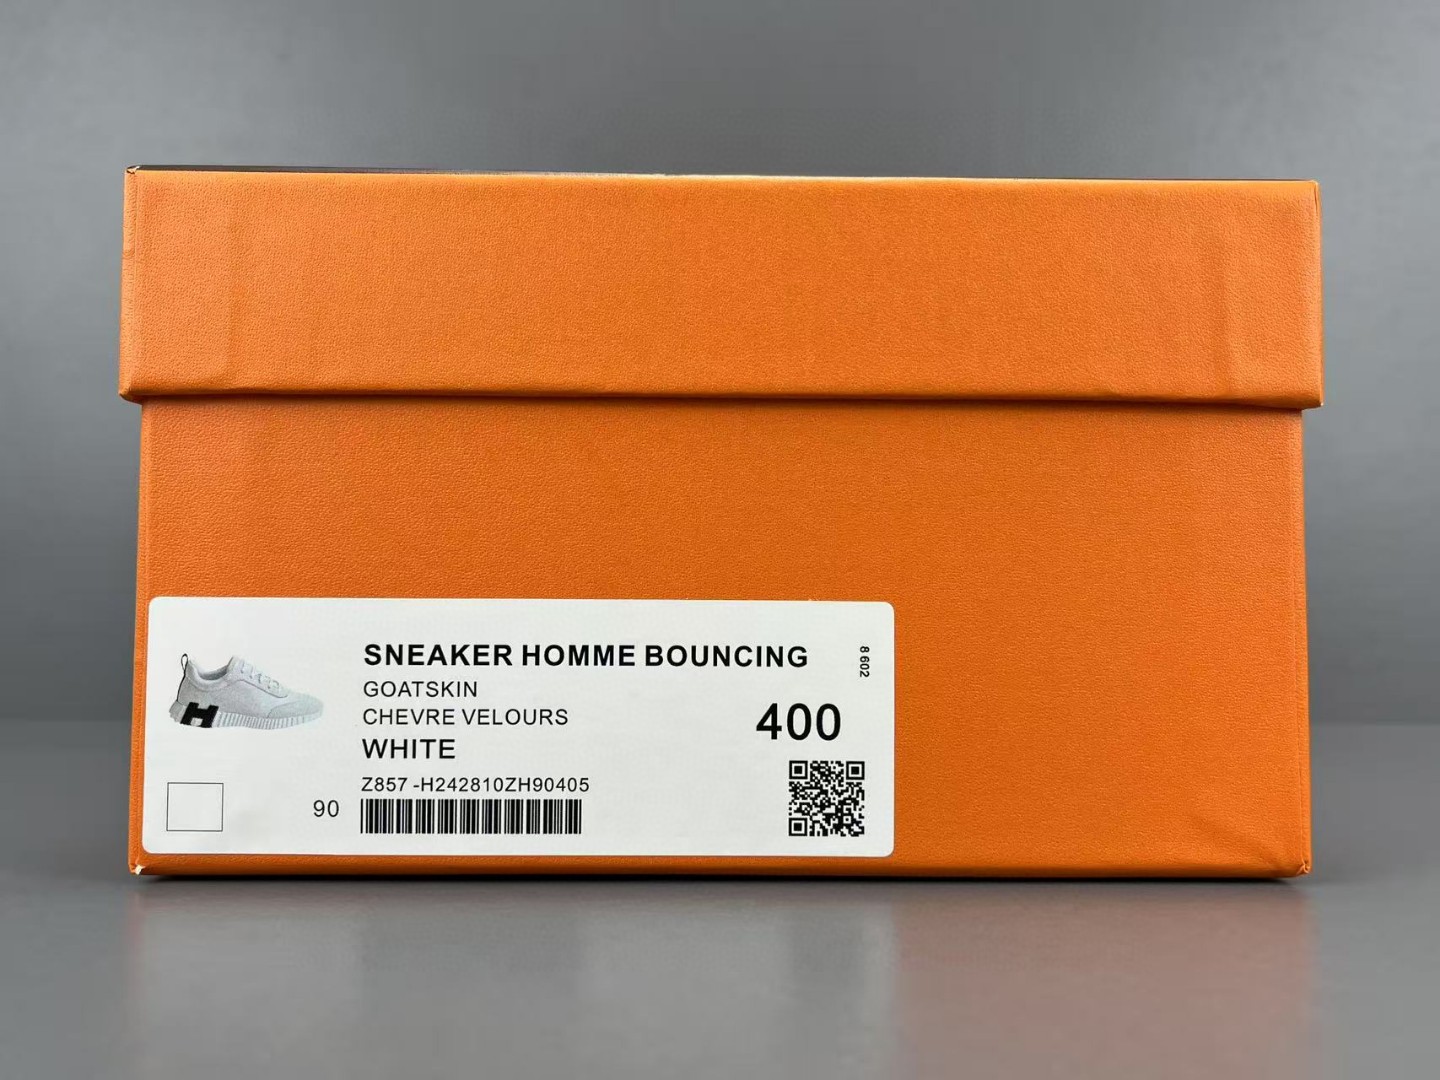 SNEAKER HOMME BOUNCING
GOATSKIN
CHEVRE VELOURS
WHITE
Z857 -H242810ZH90405
90
400
8 602
H